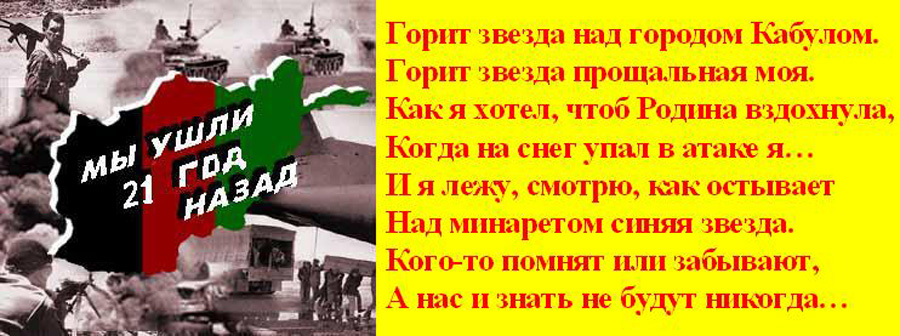 МЫ УШЛИ
21 ГОД
НАЗАД
Горит звезда над городом Кабулом.
Горит звезда прощальная моя.
Как я хотел, чтоб Родина вздохнула,
Когда на снег упал в атаке я…
И я лежу, смотрю, как остывает
Над минаретом синяя звезда.
Кого-то помнят или забывают,
А нас и знать не будут никогда…